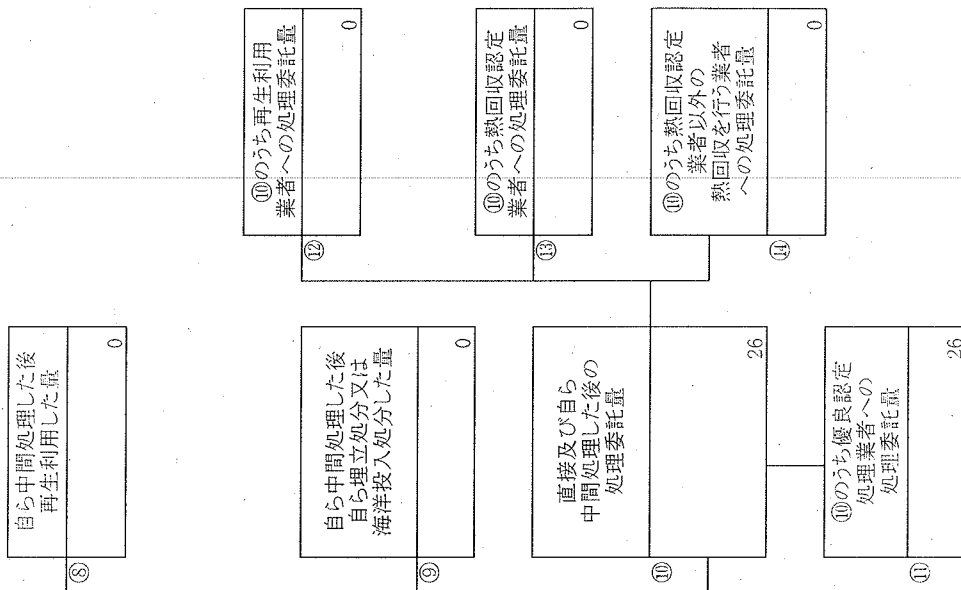 ⑧
自ら中間処理した後
再生利用した量
0
⑨
自ら中間処理した後
自ら埋立処分又は
海洋投入処分した量
0
⑩
直接及び自ら
中間処理した後の
処理委託量
26
⑪
⑩のうち優良認定
処理業者への
処理委託量
26
⑫
⑩のうち再生利用
業者への処理委託量
0
⑬
⑩のうち熱回収認定
業者への処理委託量
0
⑭
⑩のうち熱回収認定
業者以外の
熱回収を行う業者
への処理委託量
0